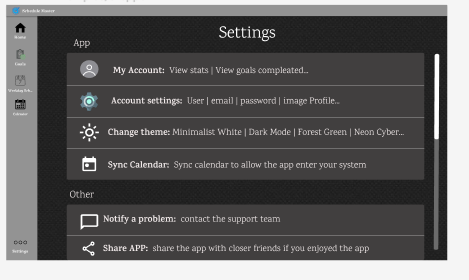 Schedule Master
Settings
Home
App
My Account: View stats | View goals compleated...
Goals
Account settings: User | email | password | image Profile...
Change theme: Minimalist White | Dark Mode | Forest Green | Neon Cyber...
Calendar
Sync Calendar: Sync calendar to allow the app enter your system
Other
Notify a problem: contact the support team
Share APP: share the app with closer friends if you enjoyed the app
Settings